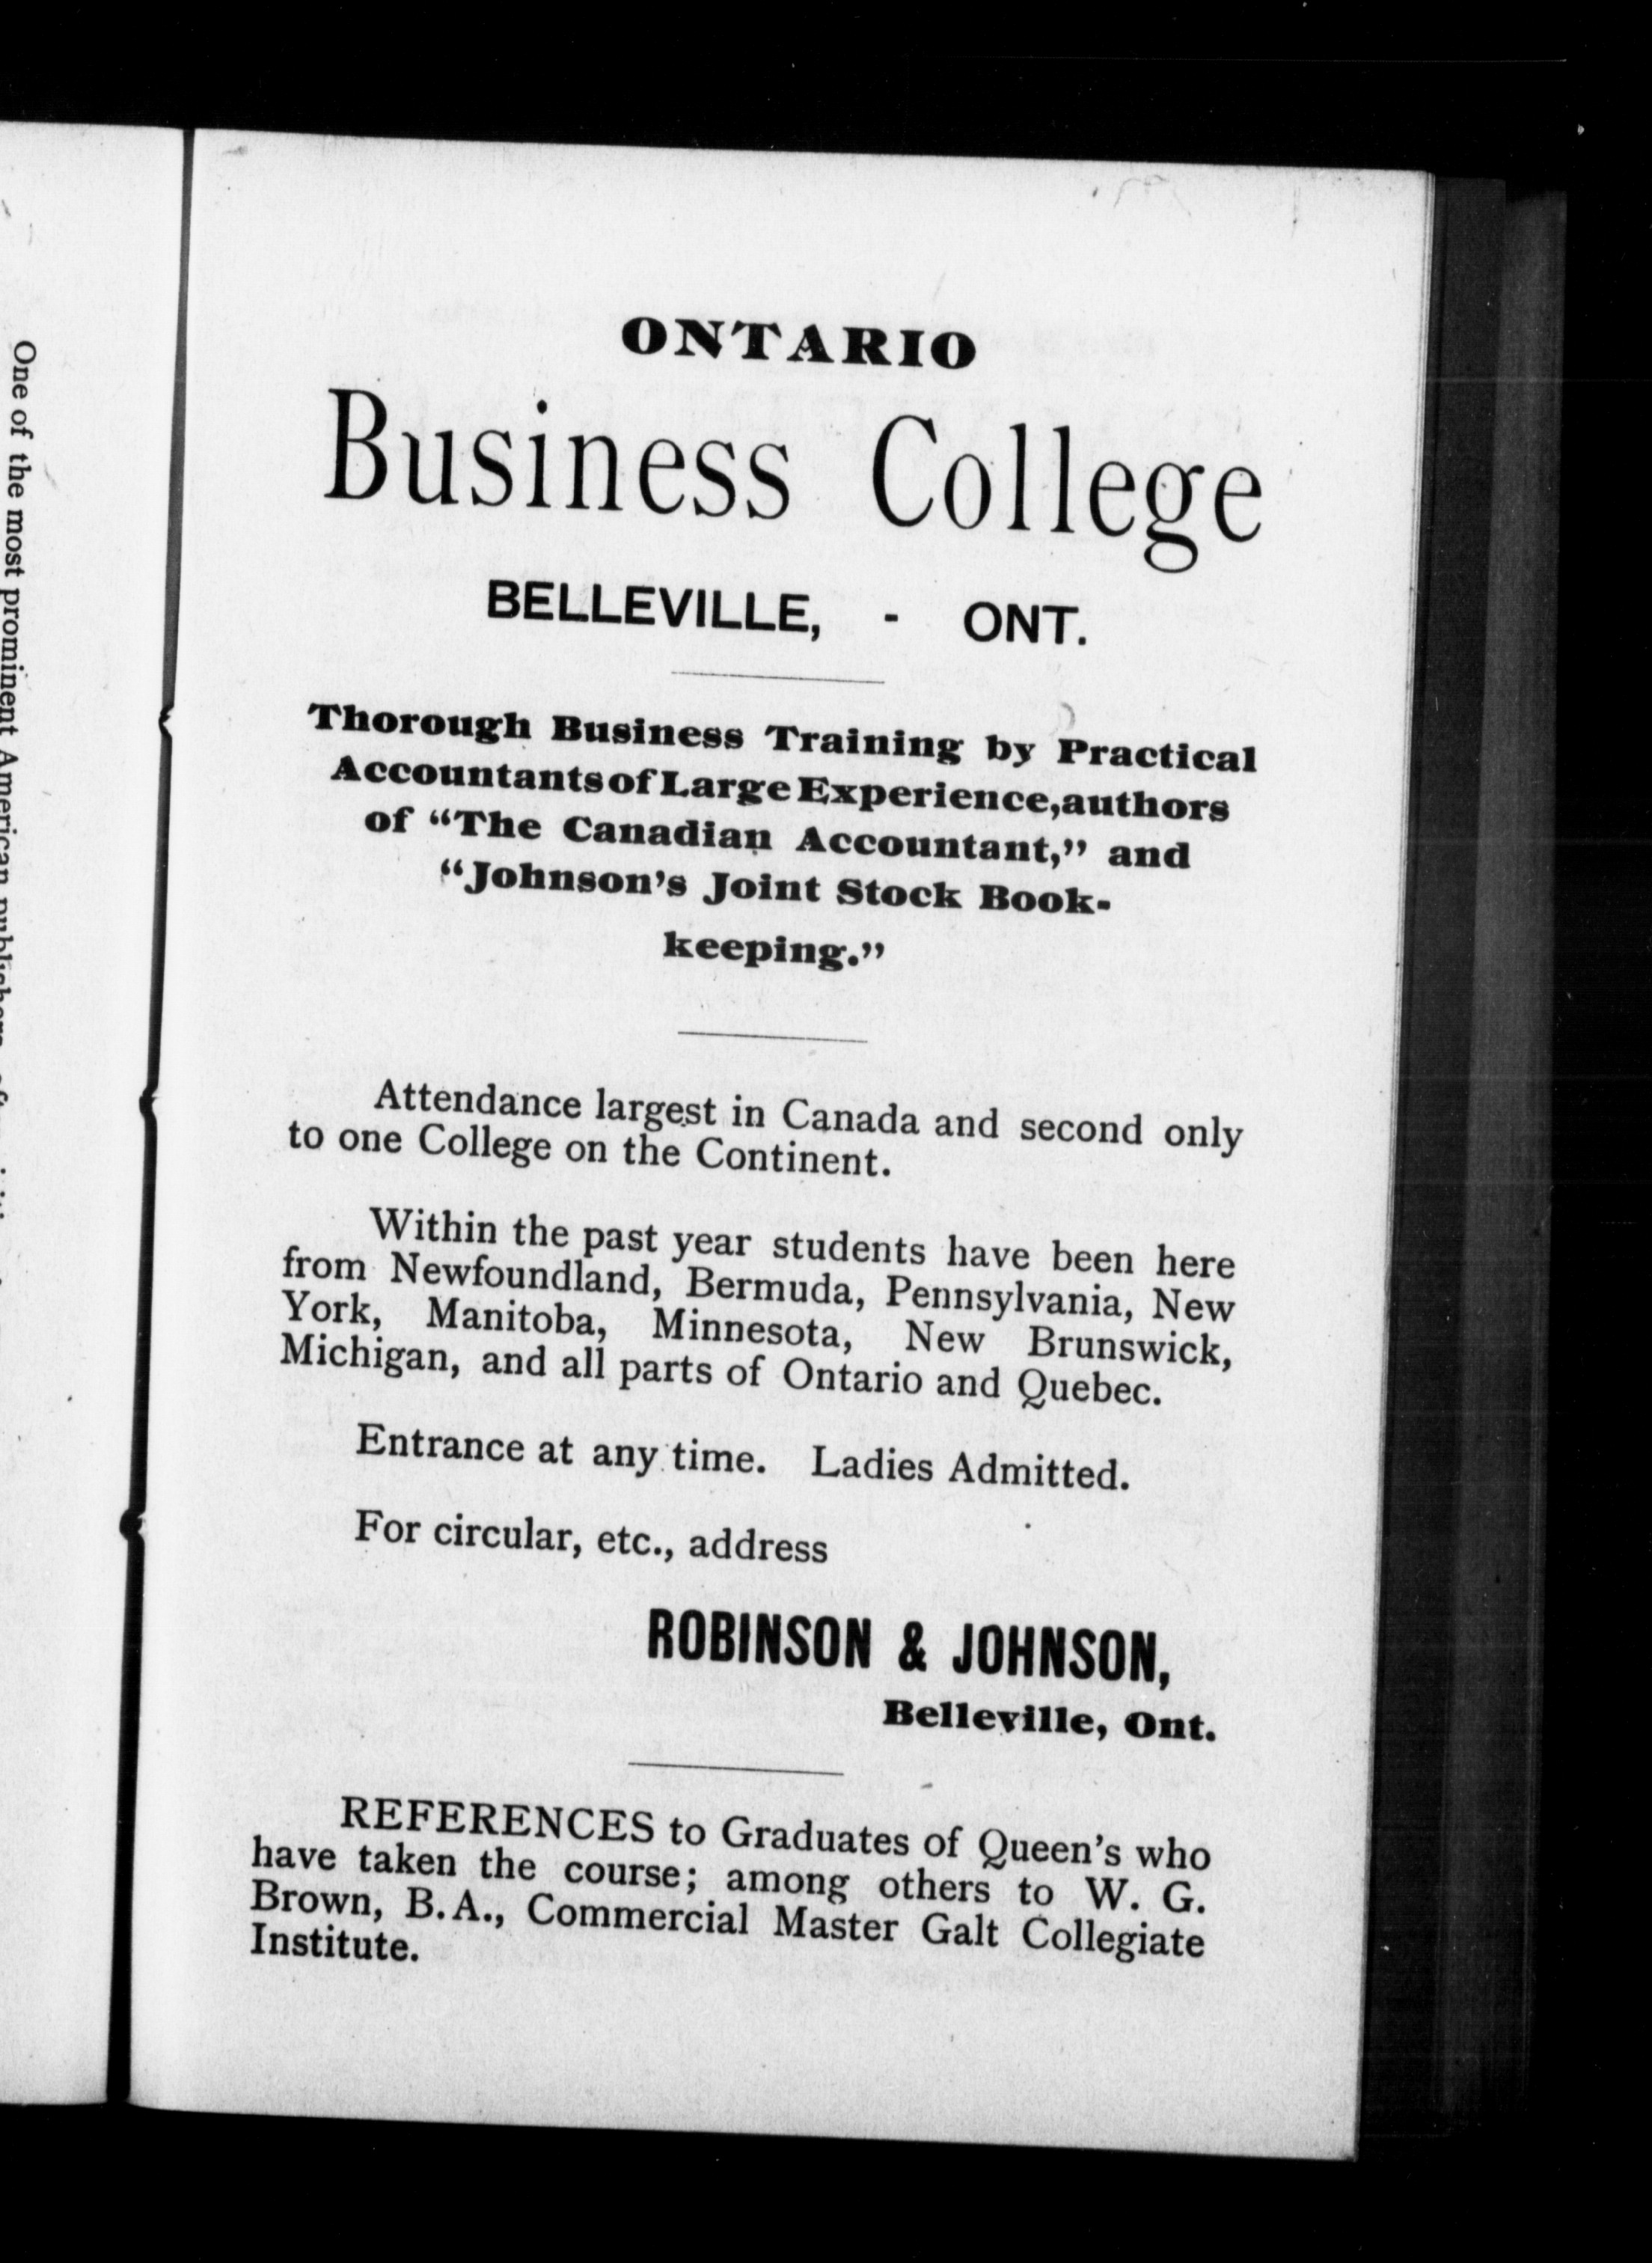 One of the most prominent American
ONTARIO
Business College
BELLEVILLE, - ONT.
Thorough Business Training by Practical
Accountants of Large Experience, authors
of “The Canadian Accountant,” and
“Johnson’s Joint Stock Book-
keeping.”
Attendance largest in Canada and second only
to one College on the Continent.
Within the past year students have been here
from Newfoundland, Bermuda, Pennsylvania, New
York, Manitoba, Minnesota, New Brunswick,
Michigan, and all parts of Ontario and Quebec.
Entrance at any time. Ladies Admitted.
For circular, etc., address
ROBINSON & JOHNSON,
Belleville, Ont.
REFERENCES to Graduates of Queen’s who
have taken the course; among others to W. G.
Brown, B.A., Commercial Master Galt Collegiate
Institute.